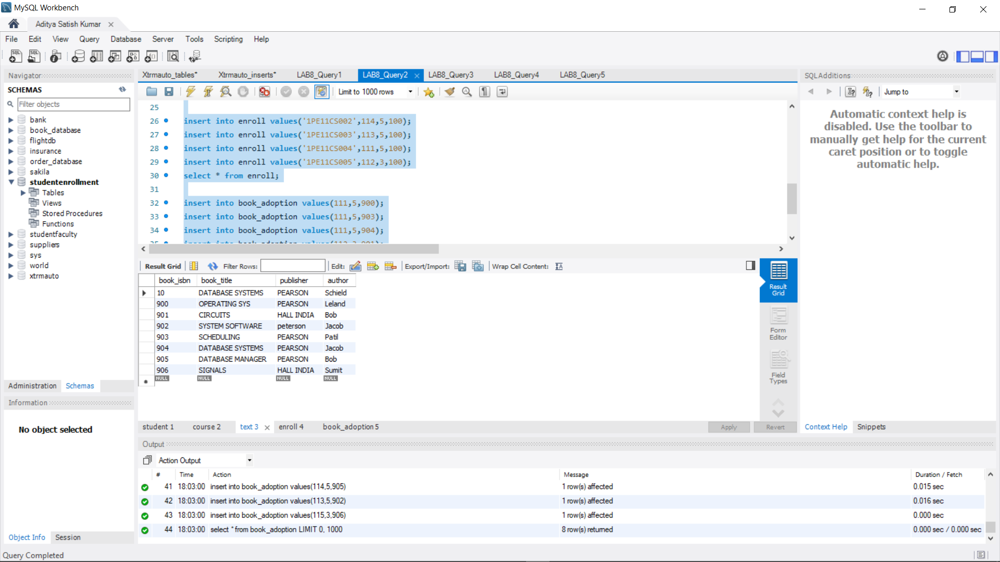 MySQL Workbench
Aditya Satish Kumar
File Edit View Query Database Server Tools Scripting Help
Navigator
SCHEMAS
Filter objects
bank
book_database
flightdb
insurance
order_database
sakila
studentenrollment
Tables
Views
Stored Procedures
Functions
studentfaculty
suppliers
sys
world
xtrmauto
Administration Schemas
Information
No object selected
Object Info Session
Xtrmauto_tables* Xtrmauto_inserts* LAB8_Query1 LAB8_Query2 LAB8_Query3 LAB8_Query4 LAB8_Query5
Limit to 1000 rows
25
26 insert into enroll values('1PE11CS002',114,5,100);
27 insert into enroll values('1PE11CS003',113,5,100);
28 insert into enroll values('1PE11CS004',111,5,100);
29 insert into enroll values('1PE11CS005',112,3,100);
30 select * from enroll;
31
32 insert into book_adoption values(111,5,900);
33 insert into book_adoption values(111,5,903);
34 insert into book_adoption values(111,5,904);
35 insert into book_adoption values(112,3,901);
Result Grid Filter Rows: Edit: Export/Import: Wrap Cell Content:
book_isbn book_title publisher author
10 DATABASE SYSTEMS PEARSON Schield
900 OPERATING SYS PEARSON Leland
901 CIRCUITS HALL INDIA Bob
902 SYSTEM SOFTWARE peterson Jacob
903 SCHEDULING PEARSON Patil
904 DATABASE SYSTEMS PEARSON Jacob
905 DATABASE MANAGER PEARSON Bob
906 SIGNALS HALL INDIA Sumit
NULL NULL NULL NULL
Result
Grid
Form
Editor
Field
Types
student 1 course 2 text 3 enroll 4 book_adoption 5
Apply Revert
SQLAdditions
Jump to
Automatic context help is
disabled. Use the toolbar to
manually get help for the current
caret position or to toggle
automatic help.
Context Help Snippets
Output
Action Output
# Time Action Message Duration / Fetch
41 18:03:00 insert into book_adoption values(114,5,905) 1 row(s) affected 0.015 sec
42 18:03:00 insert into book_adoption values(113,5,902) 1 row(s) affected 0.016 sec
43 18:03:00 insert into book_adoption values(115,3,906) 1 row(s) affected 0.000 sec
44 18:03:00 select * from book_adoption LIMIT 0, 1000 8 row(s) returned 0.000 sec / 0.000 sec
Query Completed